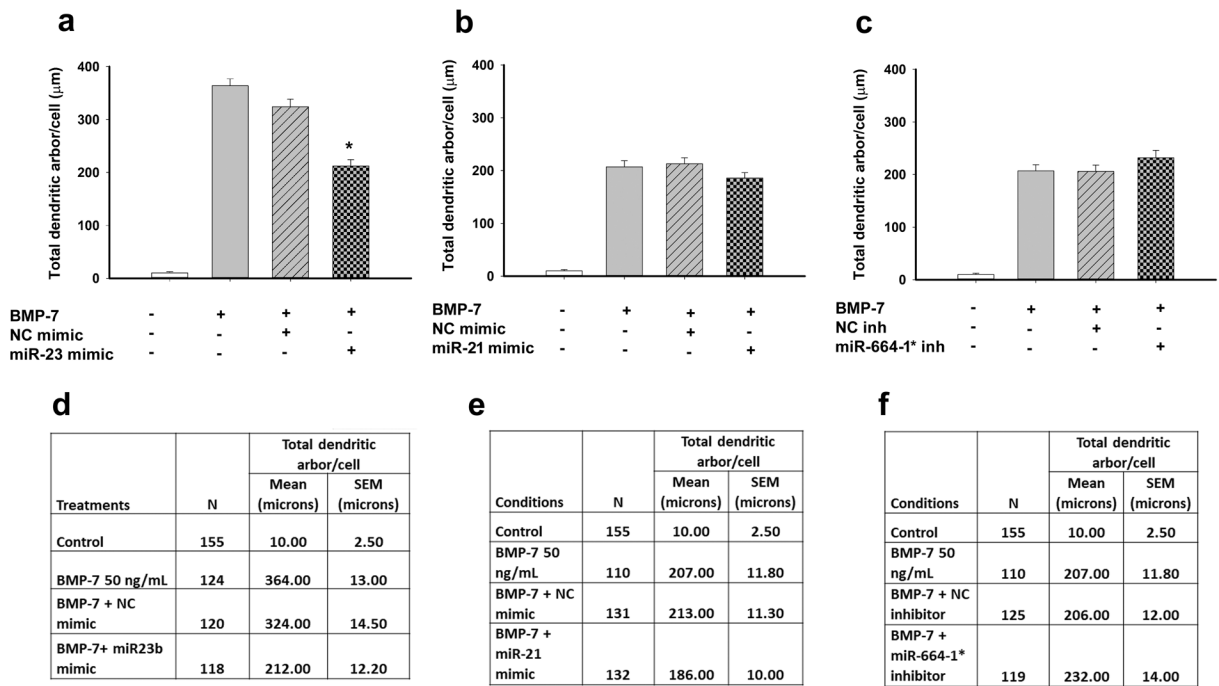 a
Total dendritic arbor/cell (μm)
400
300
200
100
0
*
BMP-7 - + + +
NC mimic - - + -
miR-23 mimic - - - +
b
Total dendritic arbor/cell (μm)
400
300
200
100
0
BMP-7 - + + +
NC mimic - - + -
miR-21 mimic - - - +
c
Total dendritic arbor/cell (μm)
400
300
200
100
0
BMP-7 - + + +
NC inh - - + -
miR-664-1* inh - - - +
d
Total dendritic
arbor/cell
Mean SEM
Treatments N (microns) (microns)
Control 155 10.00 2.50
BMP-7 50 ng/mL 124 364.00 13.00
BMP-7 + NC
mimic 120 324.00 14.50
BMP-7+ miR23b
mimic 118 212.00 12.20
e
Total dendritic
arbor/cell
Mean SEM
Conditions N (microns) (microns)
Control 155 10.00 2.50
BMP-7 50
ng/mL 110 207.00 11.80
BMP-7 + NC
mimic 131 213.00 11.30
BMP-7 +
miR-21
mimic 132 186.00 10.00
f
Total dendritic
arbor/cell
Mean SEM
Conditions N (microns) (microns)
Control 155 10.00 2.50
BMP-7 50
ng/mL 110 207.00 11.80
BMP-7 + NC
inhibitor 125 206.00 12.00
BMP-7 +
miR-664-1*
inhibitor 119 232.00 14.00